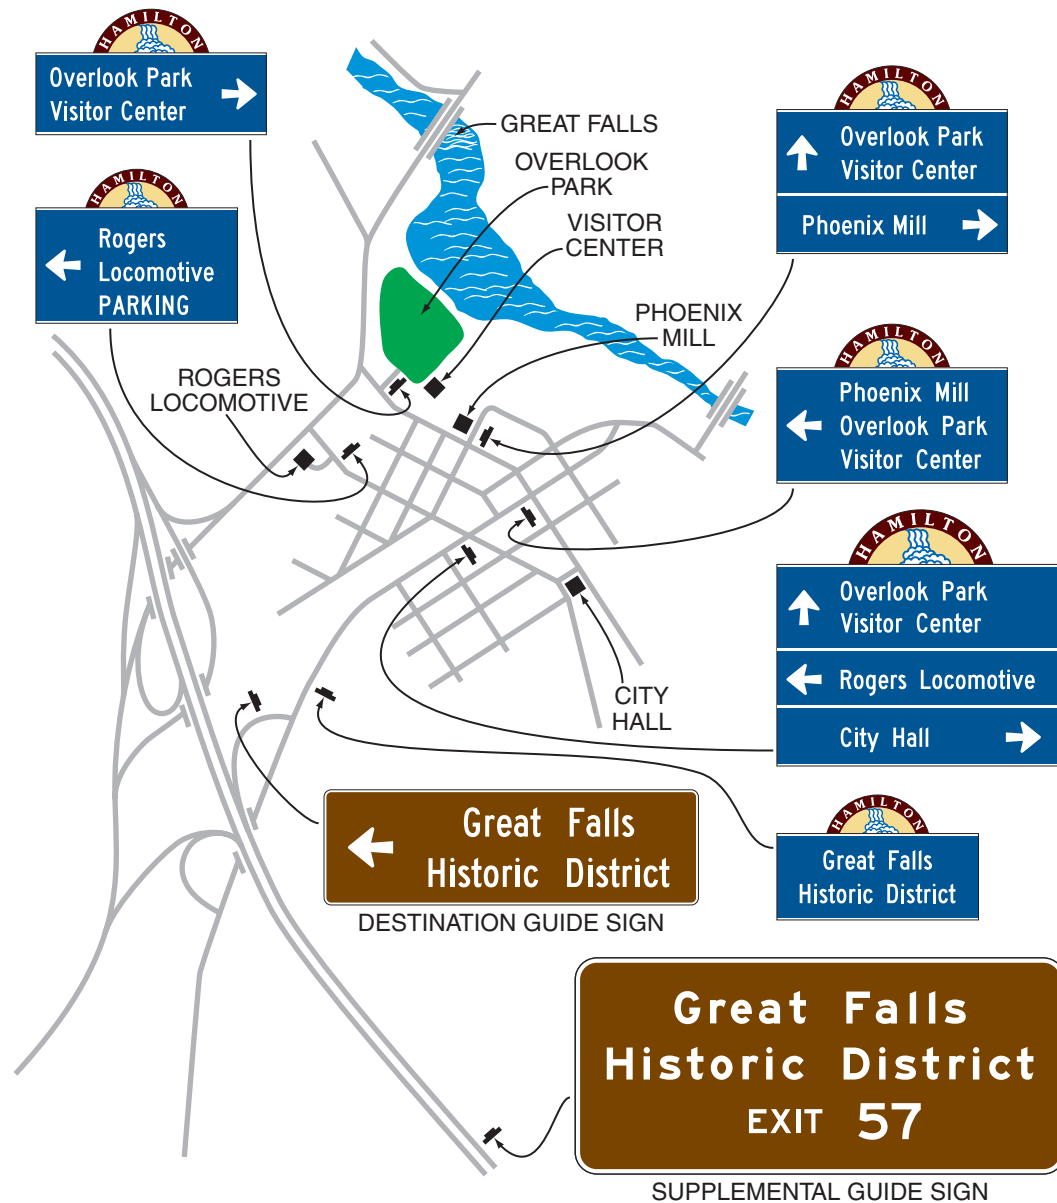 HAMILTON
Overlook Park
Visitor Center
HAMILTON
Rogers
Locomotive
PARKING
GREAT FALLS
OVERLOOK
PARK
VISITOR
CENTER
PHOENIX
MILL
ROGERS
LOCOMOTIVE
CITY
HALL
HAMILTON
Overlook Park
Visitor Center
Phoenix Mill
HAMILTON
Phoenix Mill
Overlook Park
Visitor Center
HAMILTON
Overlook Park
Visitor Center
Rogers Locomotive
City Hall
HAMILTON
Great Falls
Historic District
Great Falls
Historic District
DESTINATION GUIDE SIGN
Great Falls
Historic District
EXIT 57
SUPPLEMENTAL GUIDE SIGN